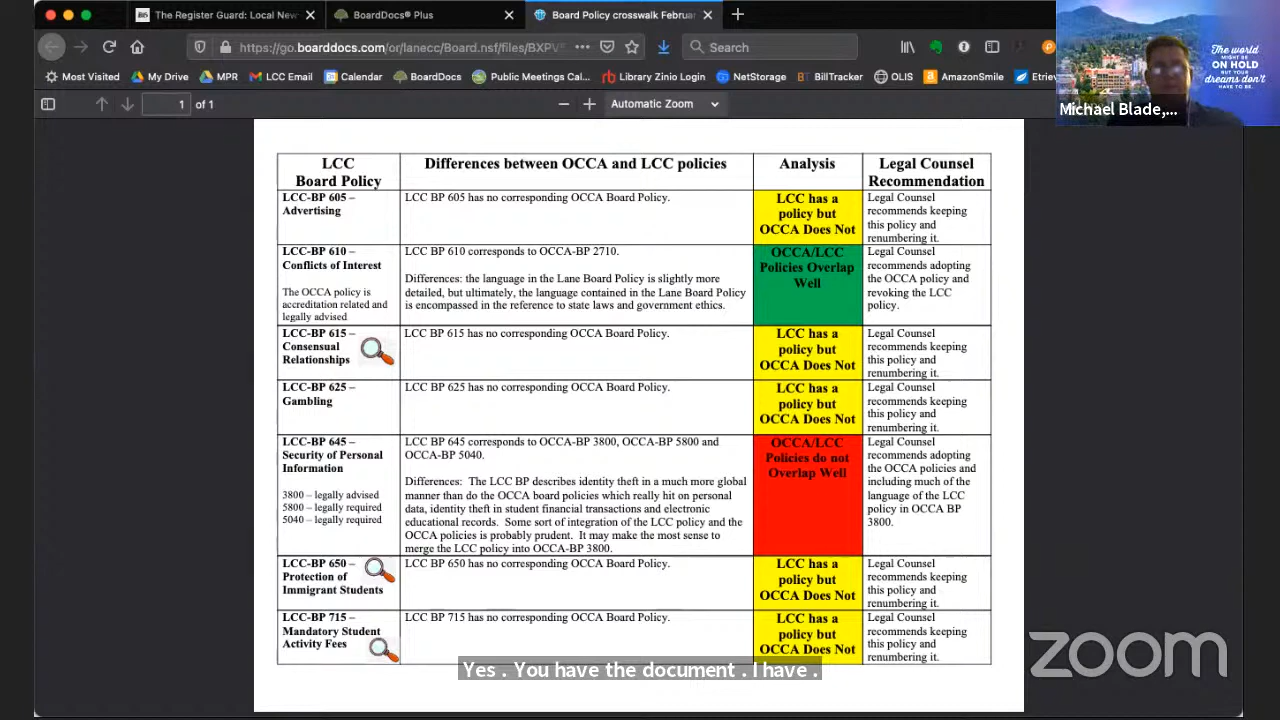 The Register Guard: Local New
BoardDocs® Plus
Board Policy crosswalk Februar
https://go.boarddocs.com/or/lanecc/Board.nsf/files/BXPV
Search
Most Visited
My Drive
MPR
LCC Email
Calendar
BoardDocs
Public Meetings Cal...
Library Zinio Login
NetStorage
BillTracker
OLIS
AmazonSmile
Etriev
1 of 1
Automatic Zoom
The world
MIGHT BE
ON HOLD
BUT YOUR
dreams don't
HAVE TO BE.
Michael Blade,...
LCC
Board Policy
Differences between OCCA and LCC policies
Analysis
Legal Counsel
Recommendation
LCC-BP 605 –
Advertising
LCC BP 605 has no corresponding OCCA Board Policy.
LCC has a
policy but
OCCA Does Not
Legal Counsel
recommends keeping
this policy and
renumbering it.
LCC-BP 610 –
Conflicts of Interest
The OCCA policy is
accreditation related and
legally advised
LCC BP 610 corresponds to OCCA-BP 2710.
Differences: the language in the Lane Board Policy is slightly more
detailed, but ultimately, the language contained in the Lane Board Policy
is encompassed in the reference to state laws and government ethics.
OCCA/LCC
Policies Overlap
Well
Legal Counsel
recommends adopting
the OCCA policy and
revoking the LCC
policy.
LCC-BP 615 –
Consensual
Relationships
LCC BP 615 has no corresponding OCCA Board Policy.
LCC has a
policy but
OCCA Does Not
Legal Counsel
recommends keeping
this policy and
renumbering it.
LCC-BP 625 –
Gambling
LCC BP 625 has no corresponding OCCA Board Policy.
LCC has a
policy but
OCCA Does Not
Legal Counsel
recommends keeping
this policy and
renumbering it.
LCC-BP 645 –
Security of Personal
Information
3800 – legally advised
5800 – legally required
5040 – legally required
LCC BP 645 corresponds to OCCA-BP 3800, OCCA-BP 5800 and
OCCA-BP 5040.
Differences: The LCC BP describes identity theft in a much more global
manner than do the OCCA board policies which really hit on personal
data, identity theft in student financial transactions and electronic
educational records. Some sort of integration of the LCC policy and the
OCCA policies is probably prudent. It may make the most sense to
merge the LCC policy into OCCA-BP 3800.
OCCA/LCC
Policies do not
Overlap Well
Legal Counsel
recommends adopting
the OCCA policies and
including much of the
language of the LCC
policy in OCCA BP
3800.
LCC-BP 650 –
Protection of
Immigrant Students
LCC BP 650 has no corresponding OCCA Board Policy.
LCC has a
policy but
OCCA Does Not
Legal Counsel
recommends keeping
this policy and
renumbering it.
LCC-BP 715 –
Mandatory Student
Activity Fees
LCC BP 715 has no corresponding OCCA Board Policy.
LCC has a
policy but
OCCA Does Not
Legal Counsel
recommends keeping
this policy and
renumbering it.
Yes . You have the document . I have .
zoom